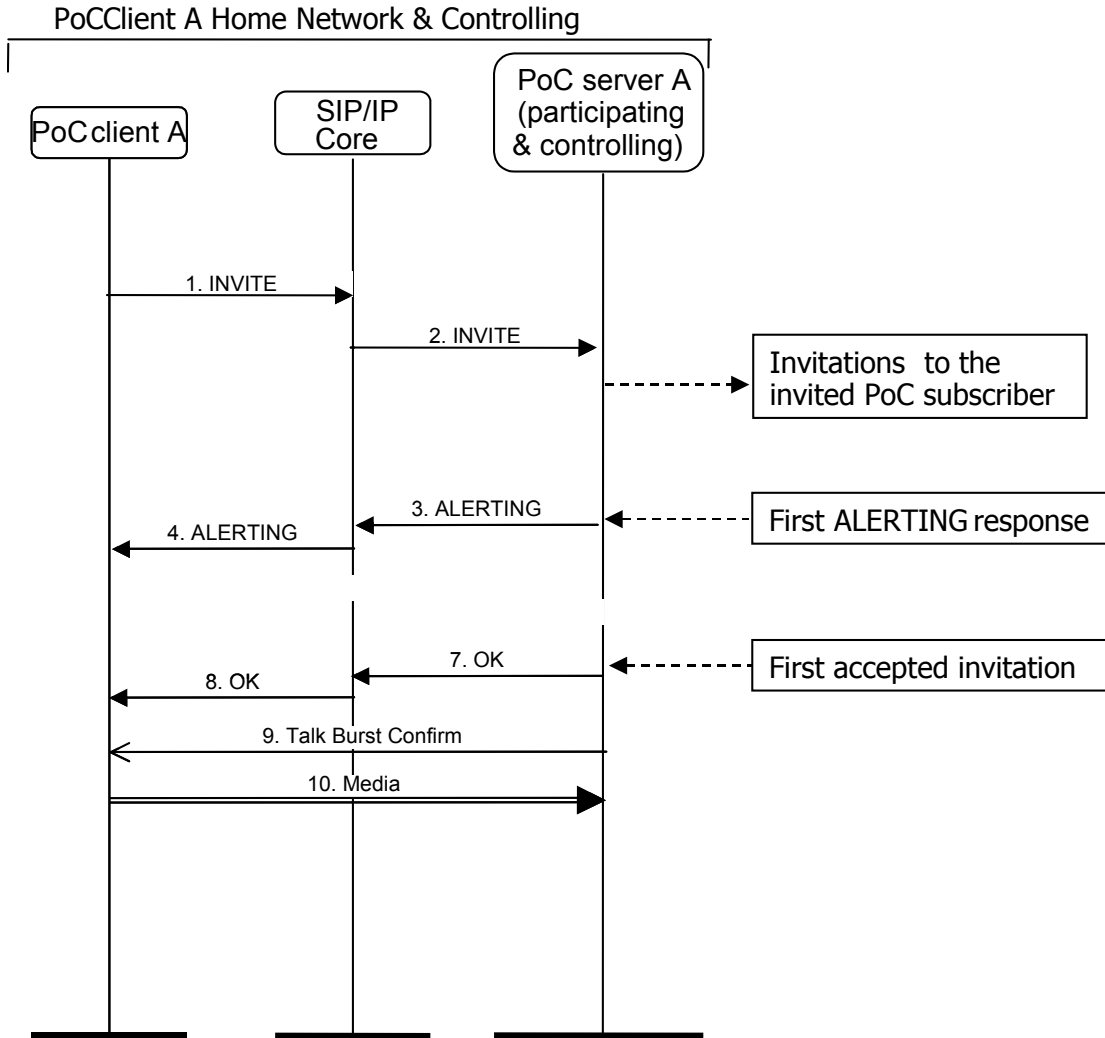 PoCClient A Home Network & Controlling
PoC client A
SIP/IP
Core
PoC server A
(participating
& controlling)
1. INVITE
2. INVITE
Invitations to the
invited PoC subscriber
3. ALERTING
First ALERTING response
4. ALERTING
7. OK
First accepted invitation
8. OK
9. Talk Burst Confirm
10. Media